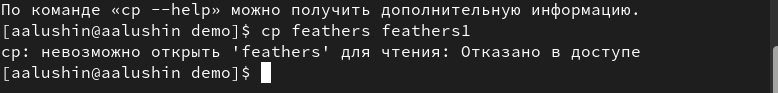 По команде «cp --help» можно получить дополнительную информацию.
[aalushin@aalushin demo]$ cp feathers feathers1
cp: невозможно открыть 'feathers' для чтения: Отказано в доступе
[aalushin@aalushin demo]$